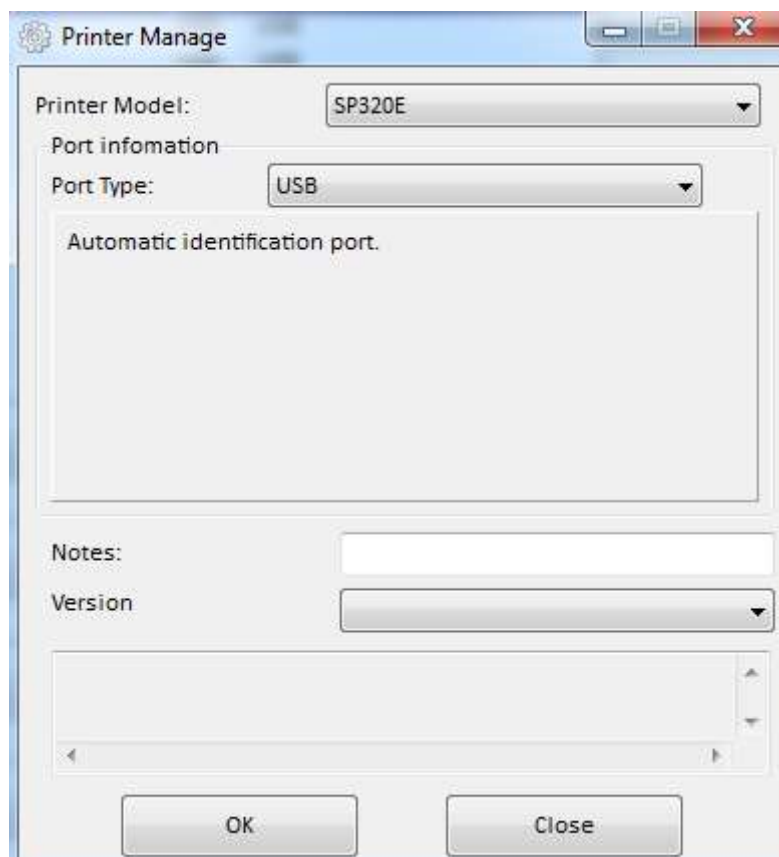 Printer Manage
Printer Model: SP320E
Port infomation
Port Type: USB
Automatic identification port.
Notes:
Version
OK Close